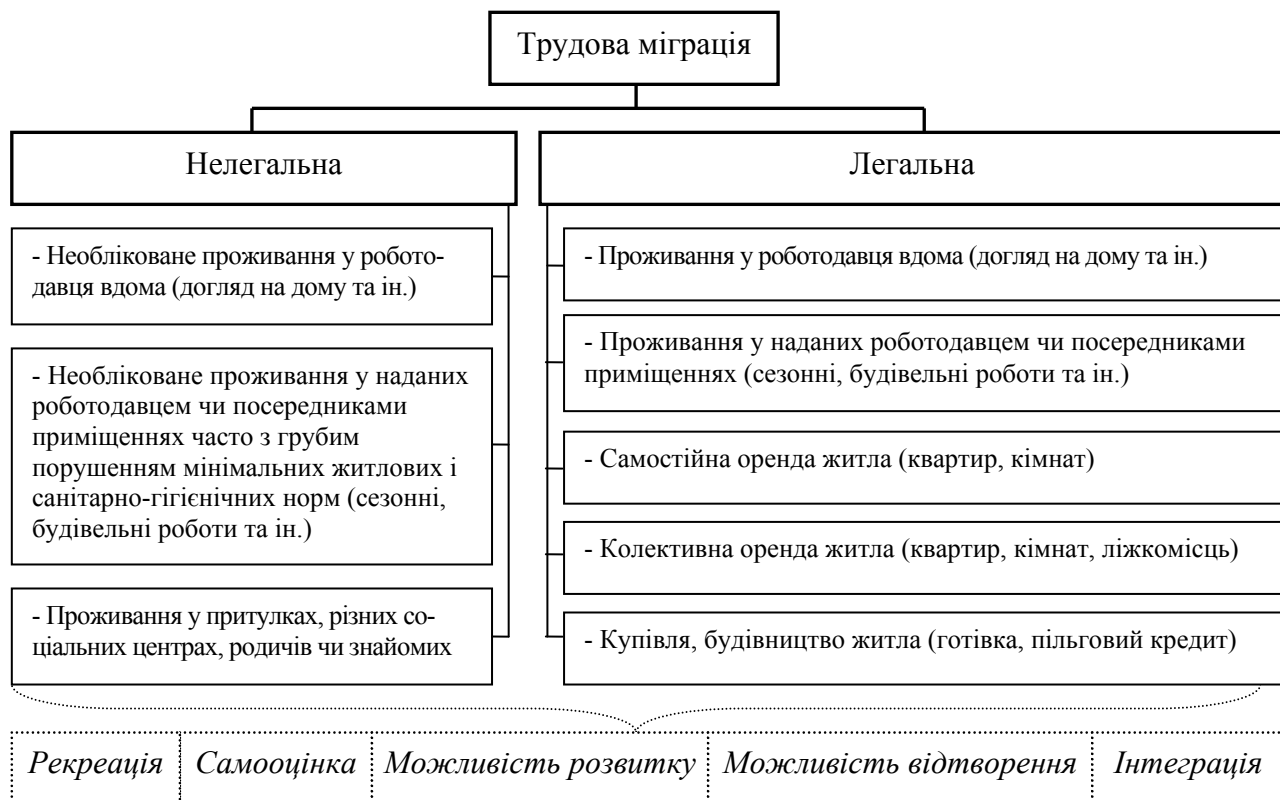 Трудова міграція
Нелегальна
Легальна
- Необліковане проживання у робото-
давця вдома (догляд на дому та ін.)
- Необліковане проживання у наданих
роботодавцем чи посередниками
приміщеннях часто з грубим
порушенням мінімальних житлових і
санітарно-гігієнічних норм (сезонні,
будівельні роботи та ін.)
- Проживання у притулках, різних со-
ціальних центрах, родичів чи знайомих
- Проживання у роботодавця вдома (догляд на дому та ін.)
- Проживання у наданих роботодавцем чи посередниками
приміщеннях (сезонні, будівельні роботи та ін.)
- Самостійна оренда житла (квартир, кімнат)
- Колективна оренда житла (квартир, кімнат, ліжкомісць)
- Купівля, будівництво житла (готівка, пільговий кредит)
Рекреація
Самооцінка
Можливість розвитку
Можливість відтворення
Інтеграція